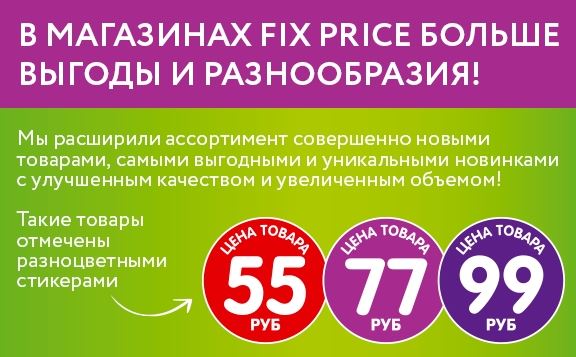 В МАГАЗИНАХ FIX PRICE БОЛЬШЕ
ВЫГОДЫ И РАЗНООБРАЗИЯ!
Мы расширили ассортимент совершенно новыми
товарами, самыми выгодными и уникальными новинками
с улучшенным качеством и увеличенным объемом!
Такие товары
отмечены
разноцветными
стикерами
ЦЕНА ТОВАРА
55
РУБ
ЦЕНА ТОВАРА
77
РУБ
ЦЕНА ТОВАРА
99
РУБ